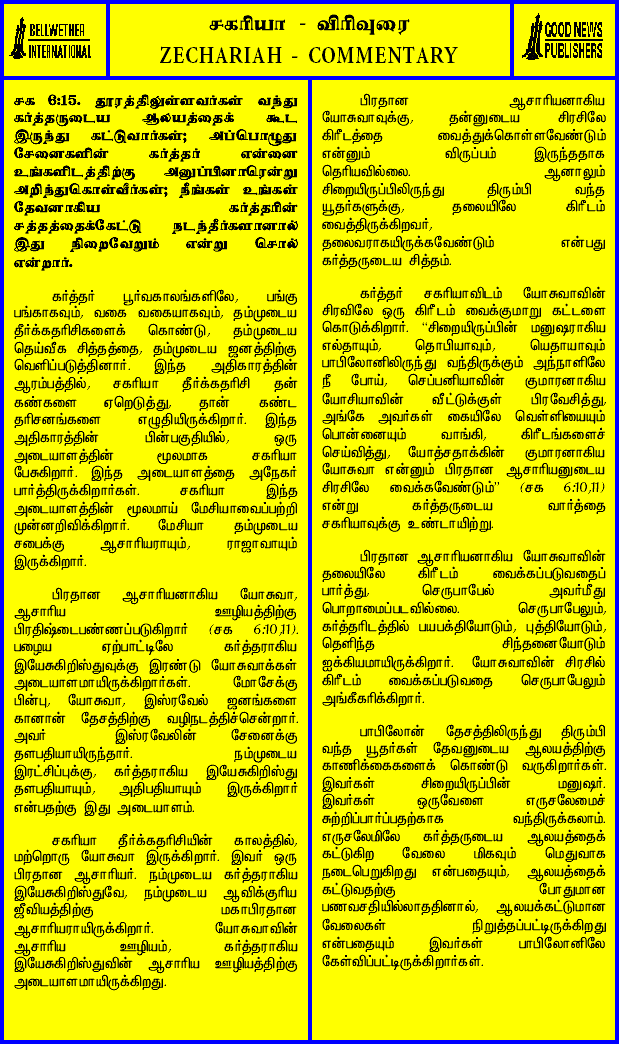 BELLWETHER
INTERNATIONAL
சகரியா - விரிவுரை
ZECHARIAH - COMMENTARY
GOOD NEWS
PUBLISHERS
சக 6:15. தூரத்திலுள்ளவர்கள் வந்து
கர்த்தருடைய ஆலயத்தைக் கூட
இருந்து கட்டுவார்கள்; அப்பொழுது
சேனைகளின் கர்த்தர் என்னை
உங்களிடத்திற்கு அனுப்பினாரென்று
அறிந்துகொள்வீர்கள்; நீங்கள் உங்கள்
தேவனாகிய கர்த்தரின்
சத்தத்தைக்கேட்டு நடந்தீர்களானால்
இது நிறைவேறும் என்று சொல்
என்றார்.
கர்த்தர் பூர்வகாலங்களிலே, பங்கு
பங்காகவும், வகை வகையாகவும், தம்முடைய
தீர்க்கதரிசிகளைக் கொண்டு, தம்முடைய
தெய்வீக சித்தத்தை, தம்முடைய ஜனத்திற்கு
வெளிப்படுத்தினார். இந்த அதிகாரத்தின்
ஆரம்பத்தில், சகரியா தீர்க்கதரிசி தன்
கண்களை ஏறெடுத்து, தான் கண்ட
தரிசனங்களை எழுதியிருக்கிறார். இந்த
அதிகாரத்தின் பின்பகுதியில், ஒரு
அடையாளத்தின் மூலமாக சகரியா
பேசுகிறார். இந்த அடையாளத்தை அநேகர்
பார்த்திருக்கிறார்கள். சகரியா இந்த
அடையாளத்தின் மூலமாய் மேசியாவைப்பற்றி
முன்னறிவிக்கிறார். மேசியா தம்முடைய
சபைக்கு ஆசாரியராயும், ராஜாவாயும்
இருக்கிறார்.
பிரதான ஆசாரியனாகிய யோசுவா,
ஆசாரிய ஊழியத்திற்கு
பிரதிஷ்டைபண்ணப்படுகிறார் (சக 6:10,11).
பழைய ஏற்பாட்டிலே கர்த்தராகிய
இயேசுகிறிஸ்துவுக்கு இரண்டு யோசுவாக்கள்
அடையாளமாயிருக்கிறார்கள். மோசேக்கு
பின்பு, யோசுவா, இஸ்ரவேல் ஜனங்களை
கானான் தேசத்திற்கு வழிநடத்திச்சென்றார்.
அவர் இஸ்ரவேலின் சேனைக்கு
தளபதியாயிருந்தார். நம்முடைய
இரட்சிப்புக்கு, கர்த்தராகிய இயேசுகிறிஸ்து
தளபதியாயும், அதிபதியாயும் இருக்கிறார்
என்பதற்கு இது அடையாளம்.
சகரியா தீர்க்கதரிசியின் காலத்தில்,
மற்றொரு யோசுவா இருக்கிறார். இவர் ஒரு
பிரதான ஆசாரியர். நம்முடைய கர்த்தராகிய
இயேசுகிறிஸ்துவே, நம்முடைய ஆவிக்குரிய
ஜீவியத்திற்கு மகாபிரதான
ஆசாரியராயிருக்கிறார். யோசுவாவின்
ஆசாரிய ஊழியம், கர்த்தராகிய
இயேசுகிறிஸ்துவின் ஆசாரிய ஊழியத்திற்கு
அடையாளமாயிருக்கிறது.
பிரதான ஆசாரியனாகிய
யோசுவாவுக்கு, தன்னுடைய சிரசிலே
கிரீடத்தை வைத்துக்கொள்ளவேண்டும்
என்னும் விருப்பம் இருந்ததாக
தெரியவில்லை. ஆனாலும்
சிறையிருப்பிலிருந்து திரும்பி வந்த
யூதர்களுக்கு, தலையிலே கிரீடம்
வைத்திருக்கிறவர்,
தலைவராகயிருக்கவேண்டும் என்பது
கர்த்தருடைய சித்தம்.
கர்த்தர் சகரியாவிடம் யோசுவாவின்
சிரவிலே ஒரு கிரீடம் வைக்குமாறு கட்டளை
கொடுக்கிறார். "சிறையிருப்பின் மனுஷராகிய
எல்தாயும், தொபியாவும், யெதாயாவும்
பாபிலோனிலிருந்து வந்திருக்கும் அந்நாளிலே
நீ போய், செப்பனியாவின் குமாரனாகிய
யோசியாவின் வீட்டுக்குள் பிரவேசித்து,
அங்கே அவர்கள் கையிலே வெள்ளியையும்
பொன்னையும் வாங்கி, கிரீடங்களைச்
செய்வித்து, யோத்சதாக்கின் குமாரனாகிய
யோசுவா என்னும் பிரதான ஆசாரியனுடைய
சிரசிலே வைக்கவேண்டும்" (சக 6:10,11)
என்று கர்த்தருடைய வார்த்தை
சகரியாவுக்கு உண்டாயிற்று.
பிரதான ஆசாரியனாகிய யோசுவாவின்
தலையிலே கிரீடம் வைக்கப்படுவதைப்
பார்த்து, செருபாபேல் அவர்மீது
பொறாமைப்படவில்லை. செருபாபேலும்,
கர்த்தரிடத்தில் பயபக்தியோடும், புத்தியோடும்,
தெளிந்த சிந்தனையோடும்
ஐக்கியமாயிருக்கிறார். யோசுவாவின் சிரசில்
கிரீடம் வைக்கப்படுவதை செருபாபேலும்
அங்கீகரிக்கிறார்.
பாபிலோன் தேசத்திலிருந்து திரும்பி
வந்த யூதர்கள் தேவனுடைய ஆலயத்திற்கு
காணிக்கைகளைக் கொண்டு வருகிறார்கள்.
இவர்கள் சிறையிருப்பின் மனுஷர்.
இவர்கள் ஒருவேளை எருசலேமைச்
சுற்றிப்பார்ப்பதற்காக வந்திருக்கலாம்.
எருசலேமிலே கர்த்தருடைய ஆலயத்தைக்
கட்டுகிற வேலை மிகவும் மெதுவாக
நடைபெறுகிறது என்பதையும், ஆலயத்தைக்
கட்டுவதற்கு போதுமான
பணவசதியில்லாததினால், ஆலயக்கட்டுமான
வேலைகள் நிறுத்தப்பட்டிருக்கிறது
என்பதையும் இவர்கள் பாபிலோனிலே
கேள்விப்பட்டிருக்கிறார்கள்.